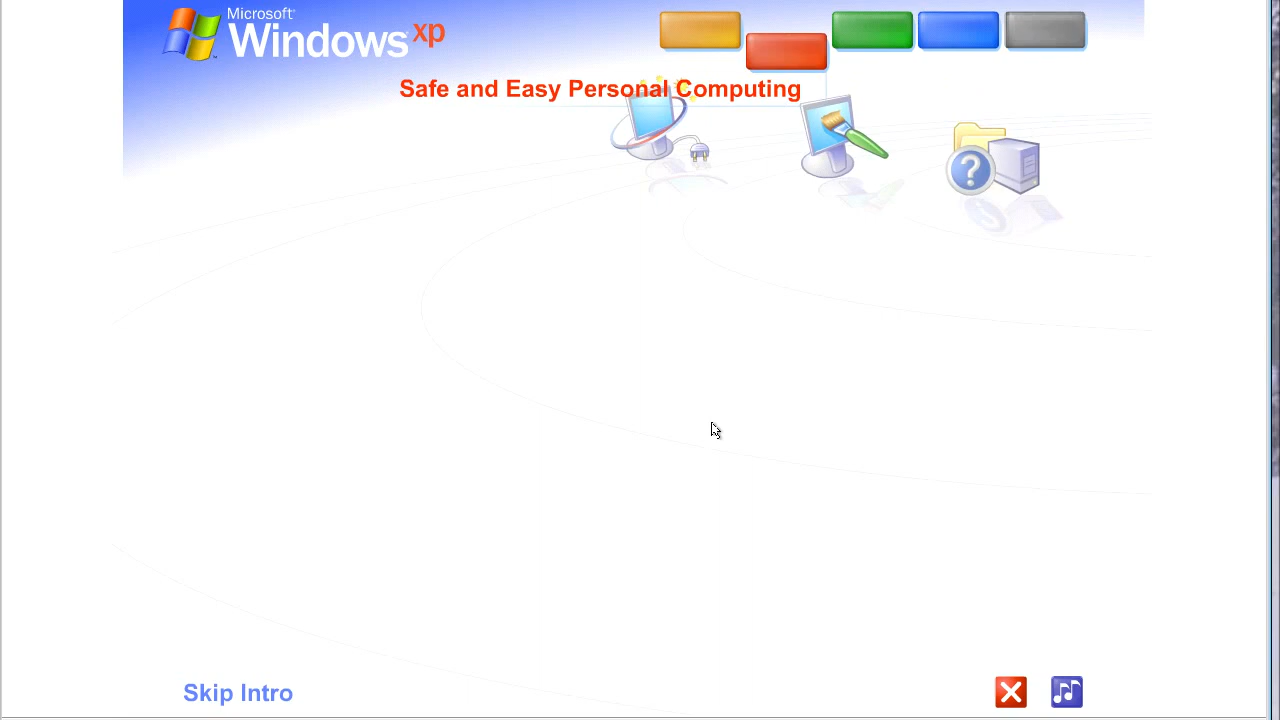 Microsoft®
Windows xp
Safe and Easy Personal Computing
?
Skip Intro